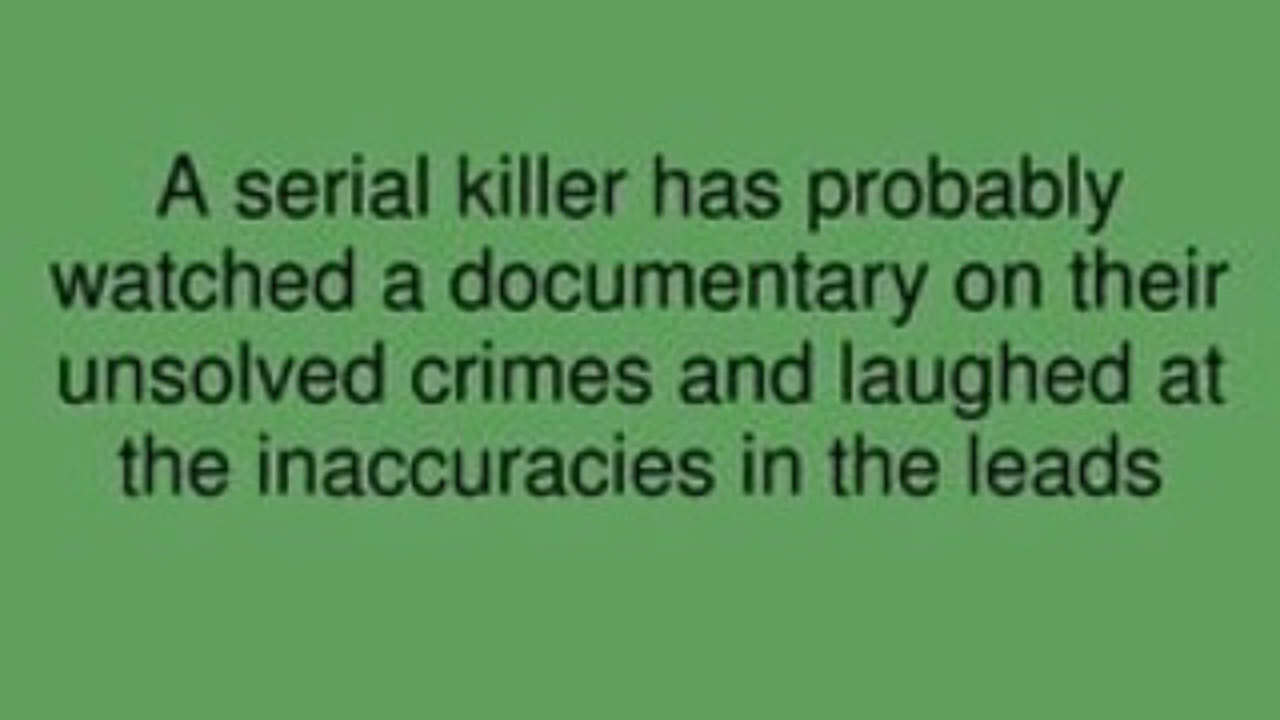 A serial killer has probably
watched a documentary on their
unsolved crimes and laughed at
the inaccuracies in the leads